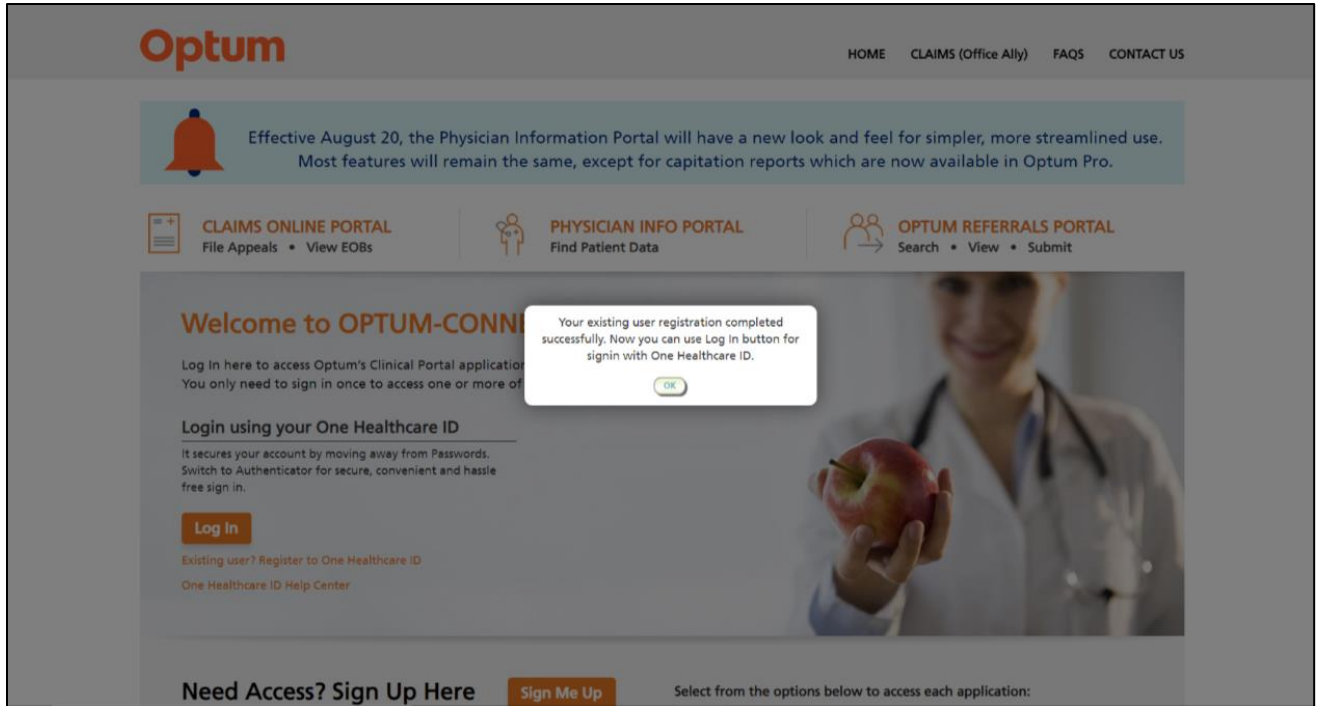 Optum
HOME CLAIMS (Office Ally) FAQS CONTACT US
Effective August 20, the Physician Information Portal will have a new look and feel for simpler, more streamlined use.
Most features will remain the same, except for capitation reports which are now available in Optum Pro.
CLAIMS ONLINE PORTAL
File Appeals • View EOBs
PHYSICIAN INFO PORTAL
Find Patient Data
OPTUM REFERRALS PORTAL
Search • View • Submit
Welcome to OPTUM-CONNE
Log In here to access Optum's Clinical Portal application
You only need to sign in once to access one or more of
Your existing user registration completed
successfully. Now you can use Log In button for
signin with One Healthcare ID.
OK
Login using your One Healthcare ID
It secures your account by moving away from Passwords.
Switch to Authenticator for secure, convenient and hassle
free sign in.
Log In
Existing user? Register to One Healthcare ID
One Healthcare ID Help Center
Need Access? Sign Up Here
Sign Me Up
Select from the options below to access each application: